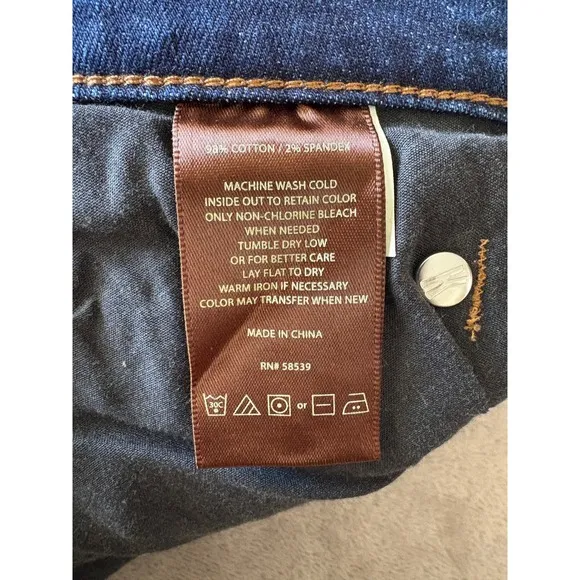 98% COTTON / 2% SPANDEX
MACHINE WASH COLD
INSIDE OUT TO RETAIN COLOR
ONLY NON-CHLORINE BLEACH
WHEN NEEDED
TUMBLE DRY LOW
OR FOR BETTER CARE
LAY FLAT TO DRY
WARM IRON IF NECESSARY
COLOR MAY TRANSFER WHEN NEW
MADE IN CHINA
RN# 58539
30C or